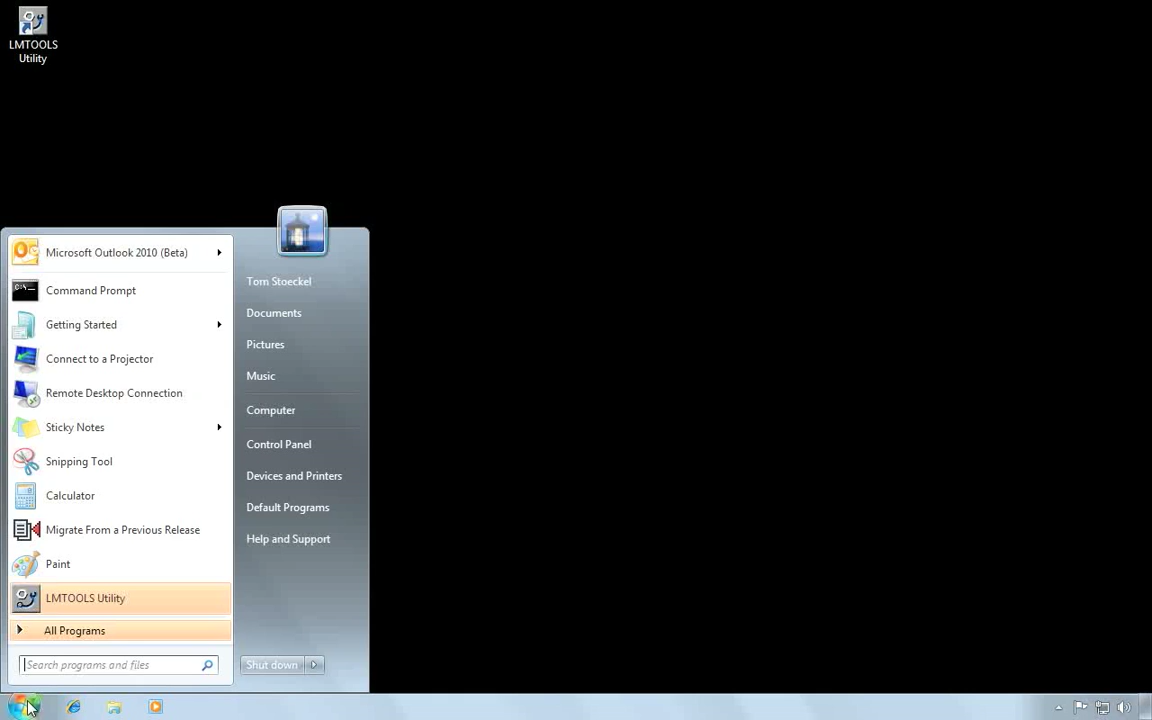 LMTOOLS
Utility
Microsoft Outlook 2010 (Beta)
Command Prompt
Getting Started
Connect to a Projector
Remote Desktop Connection
Sticky Notes
Snipping Tool
Calculator
Migrate From a Previous Release
Paint
LMTOOLS Utility
All Programs
Search programs and files
Tom Stoeckel
Documents
Pictures
Music
Computer
Control Panel
Devices and Printers
Default Programs
Help and Support
Shut down